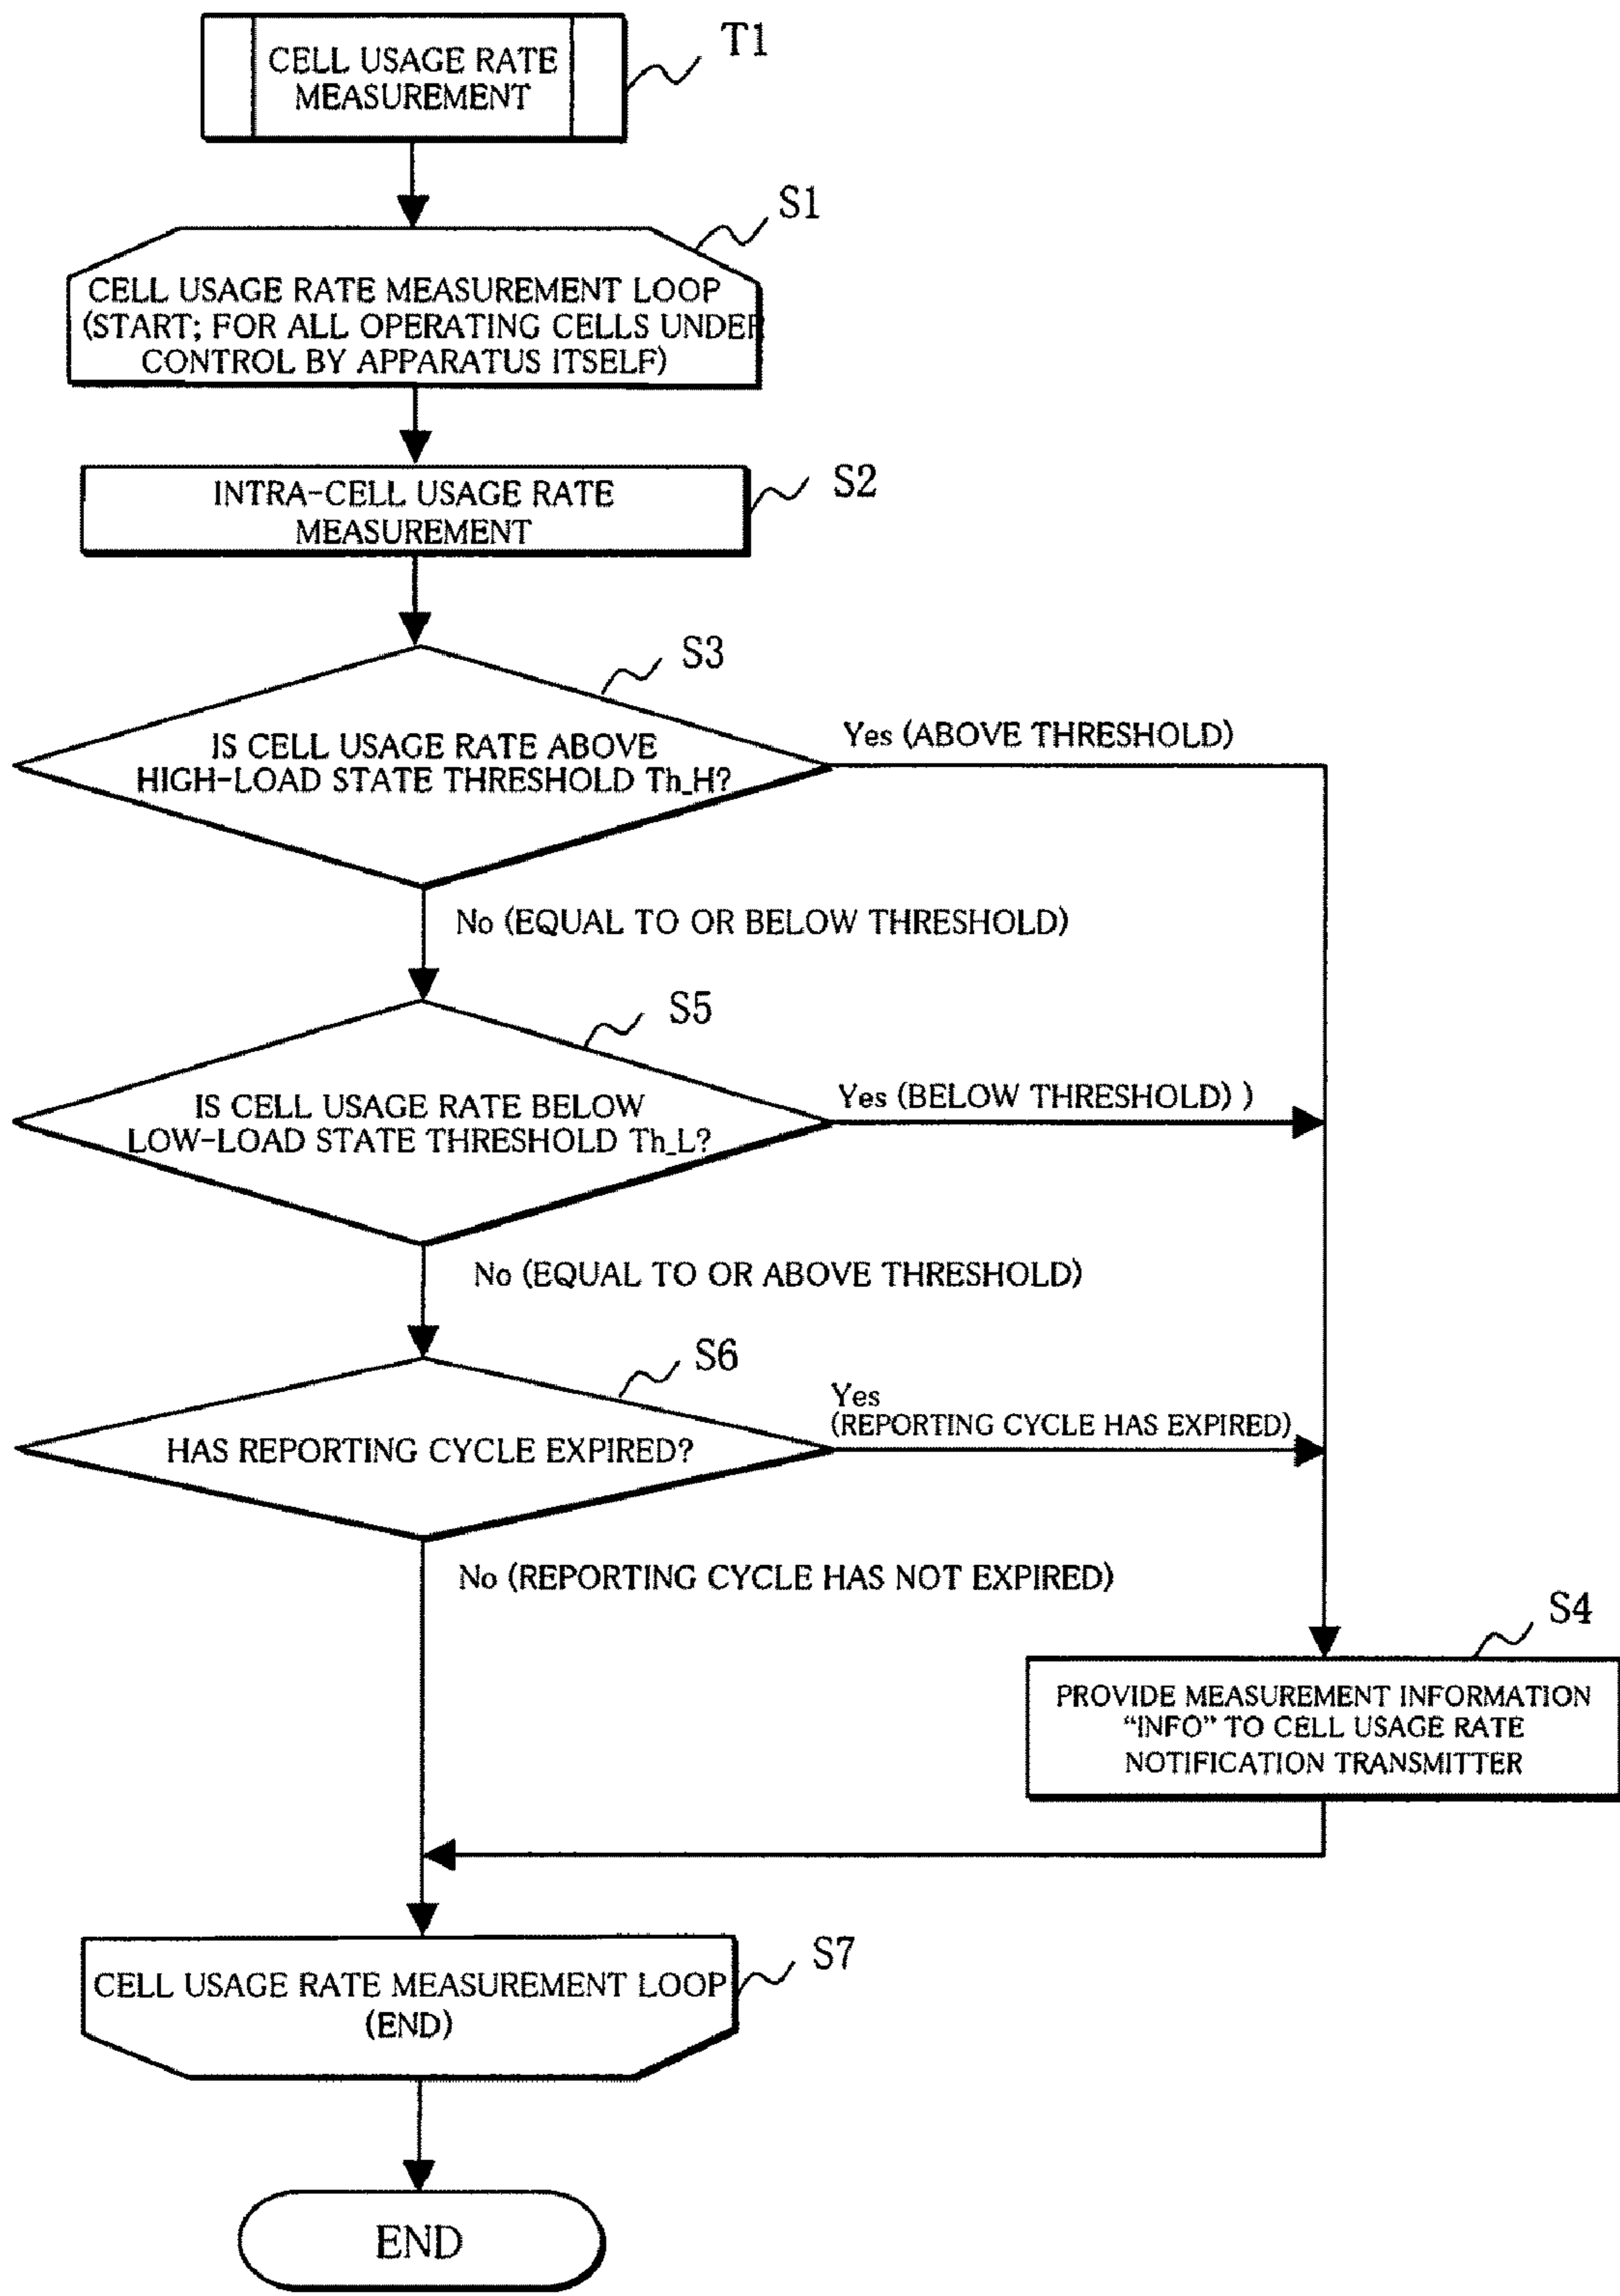 CELL USAGE RATE
MEASUREMENT
T1
S1
CELL USAGE RATE MEASUREMENT LOOP
(START; FOR ALL OPERATING CELLS UNDER
CONTROL BY APPARATUS ITSELF)
S2
INTRA-CELL USAGE RATE
MEASUREMENT
S3
IS CELL USAGE RATE ABOVE
HIGH-LOAD STATE THRESHOLD Th_H?
Yes (ABOVE THRESHOLD)
No (EQUAL TO OR BELOW THRESHOLD)
S5
IS CELL USAGE RATE BELOW
LOW-LOAD STATE THRESHOLD Th_L?
Yes (BELOW THRESHOLD) )
No (EQUAL TO OR ABOVE THRESHOLD)
S6
HAS REPORTING CYCLE EXPIRED?
Yes
(REPORTING CYCLE HAS EXPIRED)
No (REPORTING CYCLE HAS NOT EXPIRED)
S4
PROVIDE MEASUREMENT INFORMATION
“INFO” TO CELL USAGE RATE
NOTIFICATION TRANSMITTER
S7
CELL USAGE RATE MEASUREMENT LOOP
(END)
END